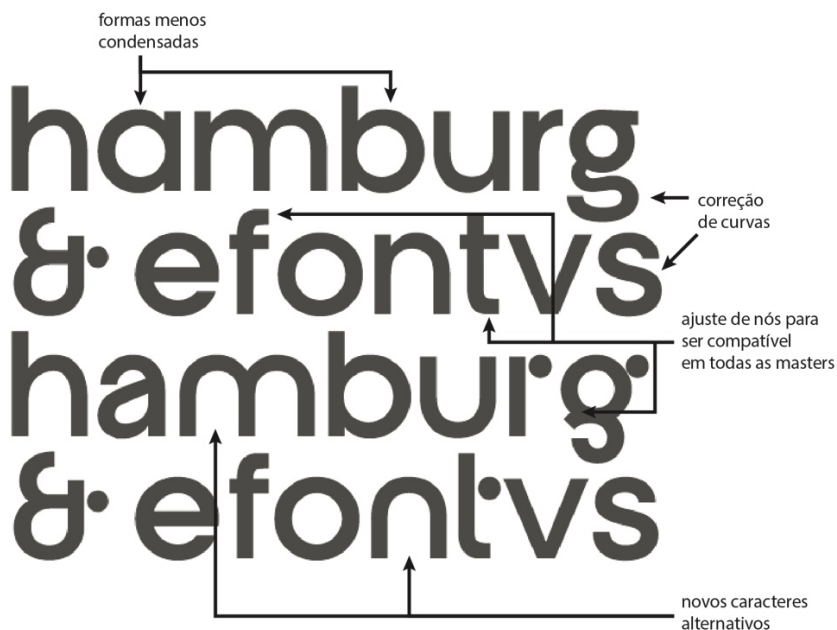 formas menos
condensadas
hamburg
correção
de curvas
& efontvs
ajuste de nós para
ser compatível
em todas as masters
hamburg
& efontvs
novos caracteres
alternativos